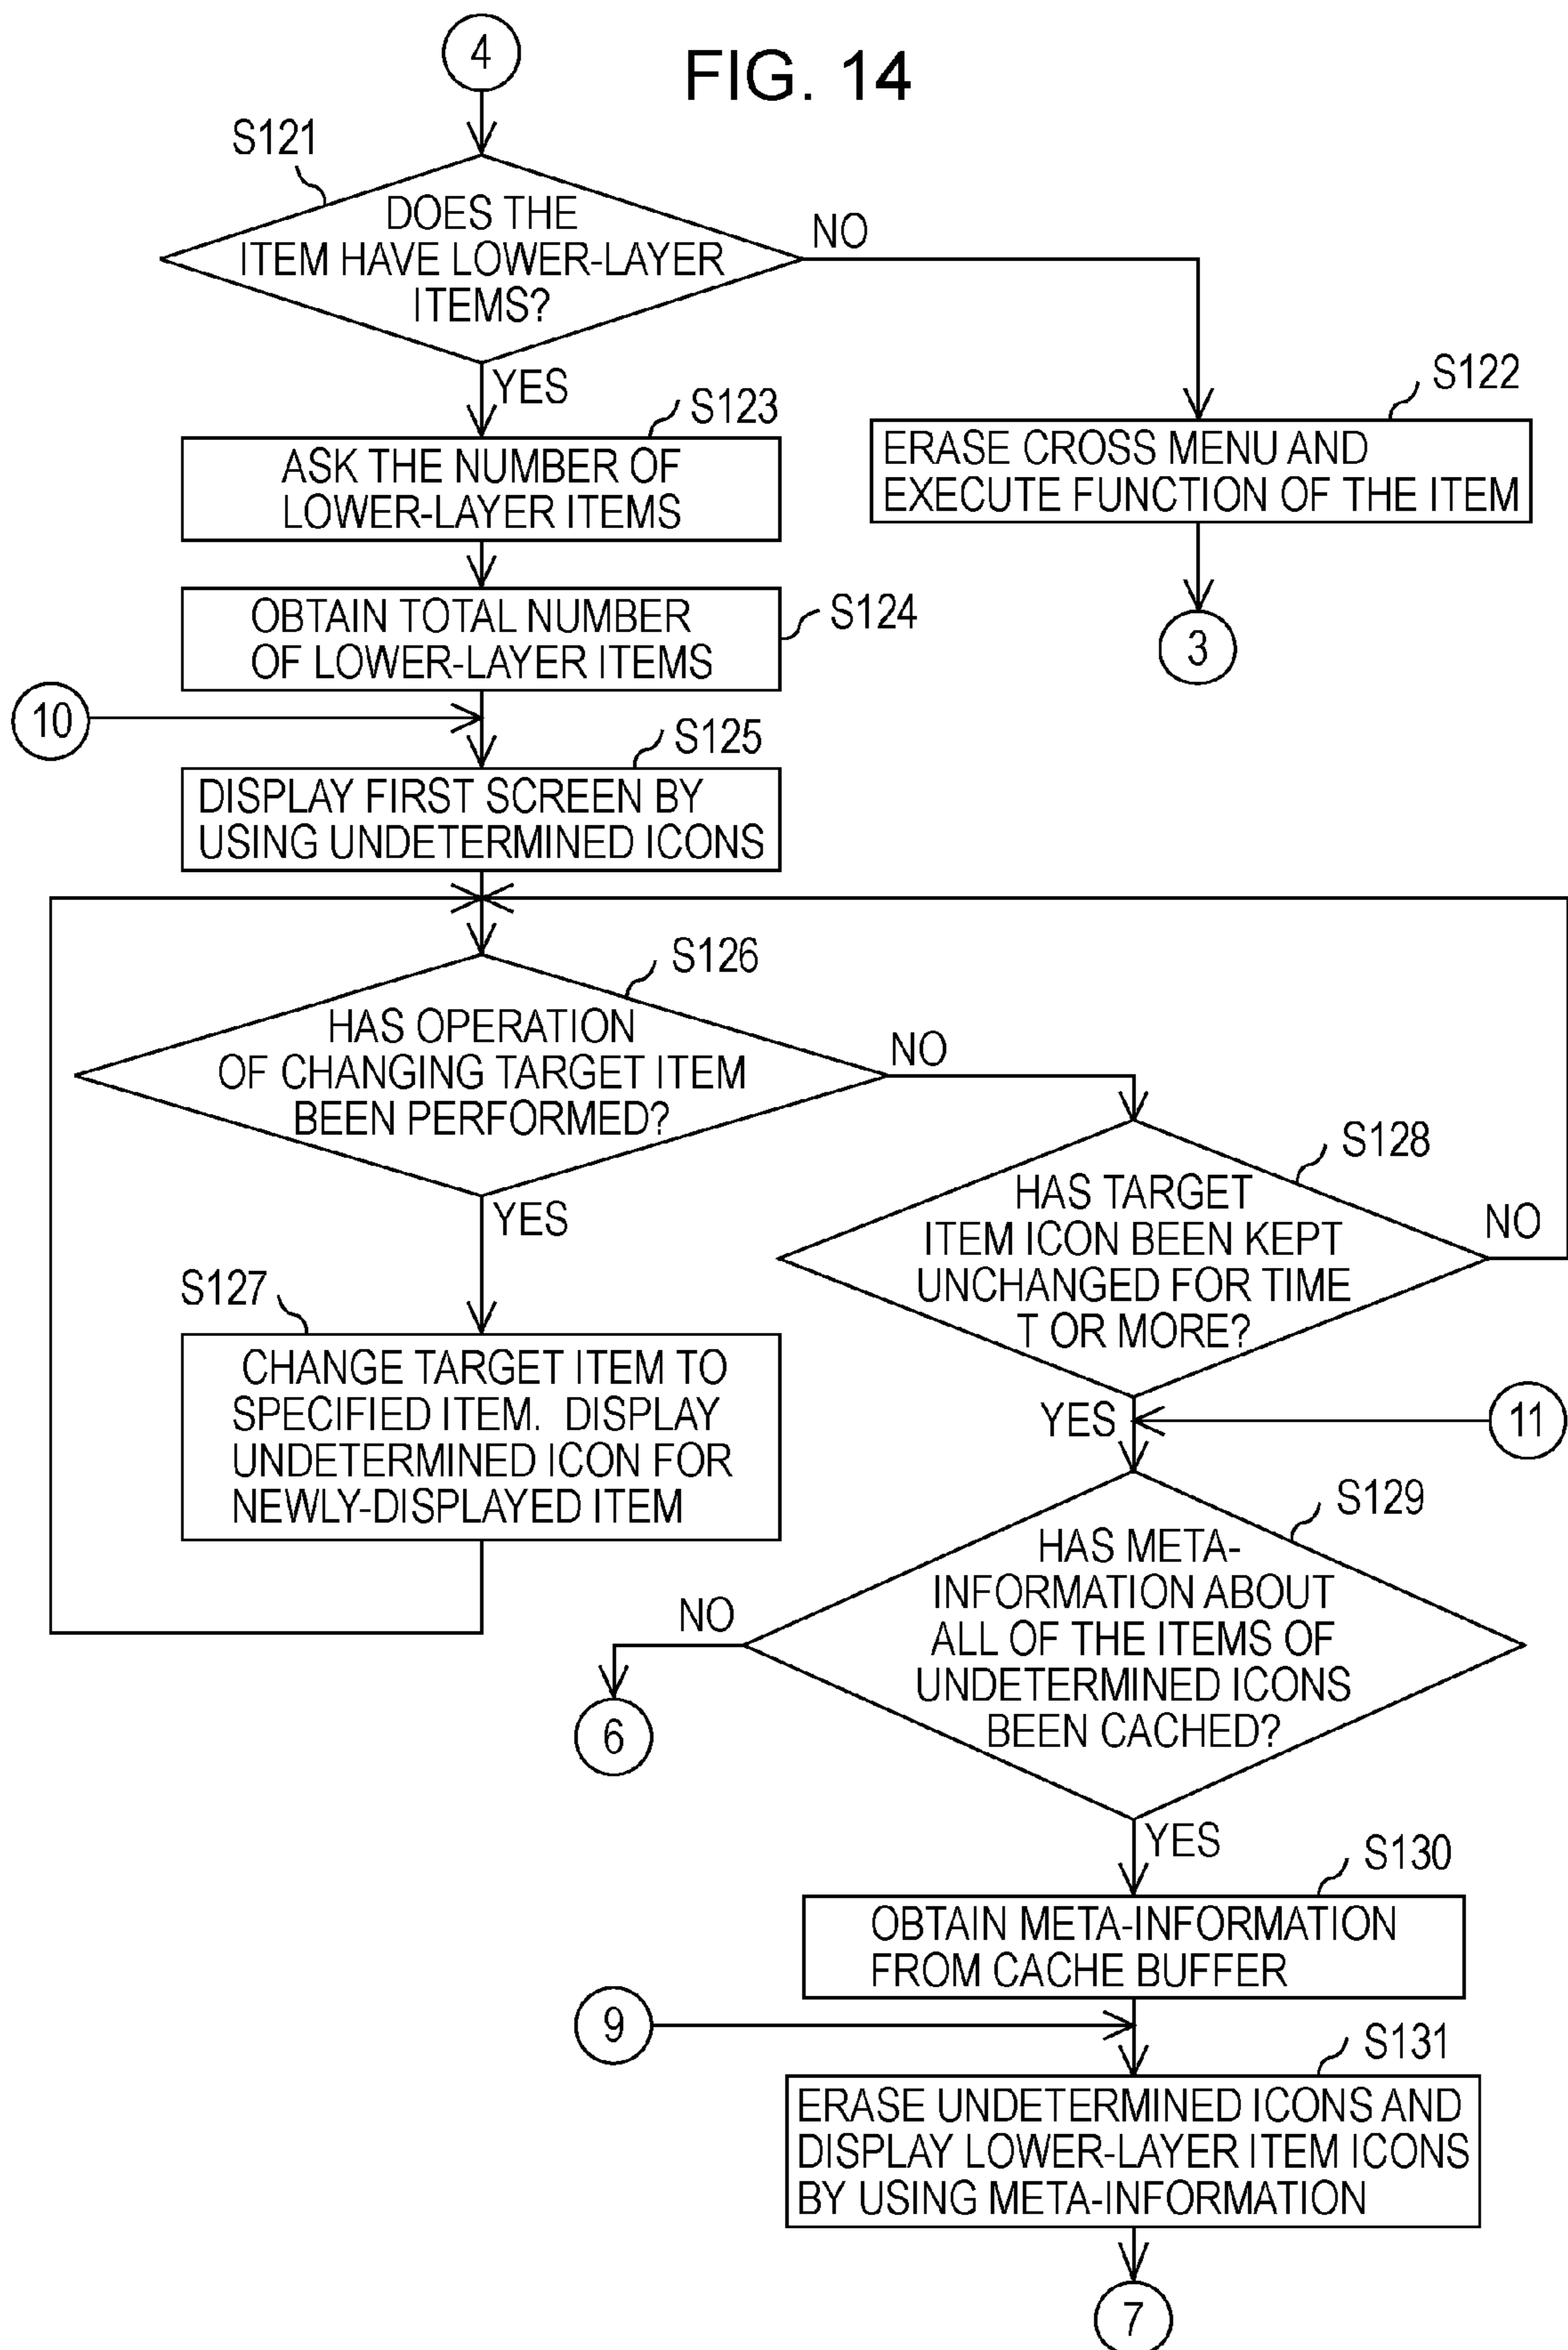 4
FIG. 14
S121
DOES THE
ITEM HAVE LOWER-LAYER
ITEMS?
NO
YES
S122
ERASE CROSS MENU AND
EXECUTE FUNCTION OF THE ITEM
3
S123
ASK THE NUMBER OF
LOWER-LAYER ITEMS
S124
OBTAIN TOTAL NUMBER
OF LOWER-LAYER ITEMS
10
S125
DISPLAY FIRST SCREEN BY
USING UNDETERMINED ICONS
S126
HAS OPERATION
OF CHANGING TARGET ITEM
BEEN PERFORMED?
NO
YES
S127
CHANGE TARGET ITEM TO
SPECIFIED ITEM. DISPLAY
UNDETERMINED ICON FOR
NEWLY-DISPLAYED ITEM
S128
HAS TARGET
ITEM ICON BEEN KEPT
UNCHANGED FOR TIME
T OR MORE?
NO
YES
11
S129
HAS META-
INFORMATION ABOUT
ALL OF THE ITEMS OF
UNDETERMINED ICONS
BEEN CACHED?
NO
6
YES
S130
OBTAIN META-INFORMATION
FROM CACHE BUFFER
9
S131
ERASE UNDETERMINED ICONS AND
DISPLAY LOWER-LAYER ITEM ICONS
BY USING META-INFORMATION
7